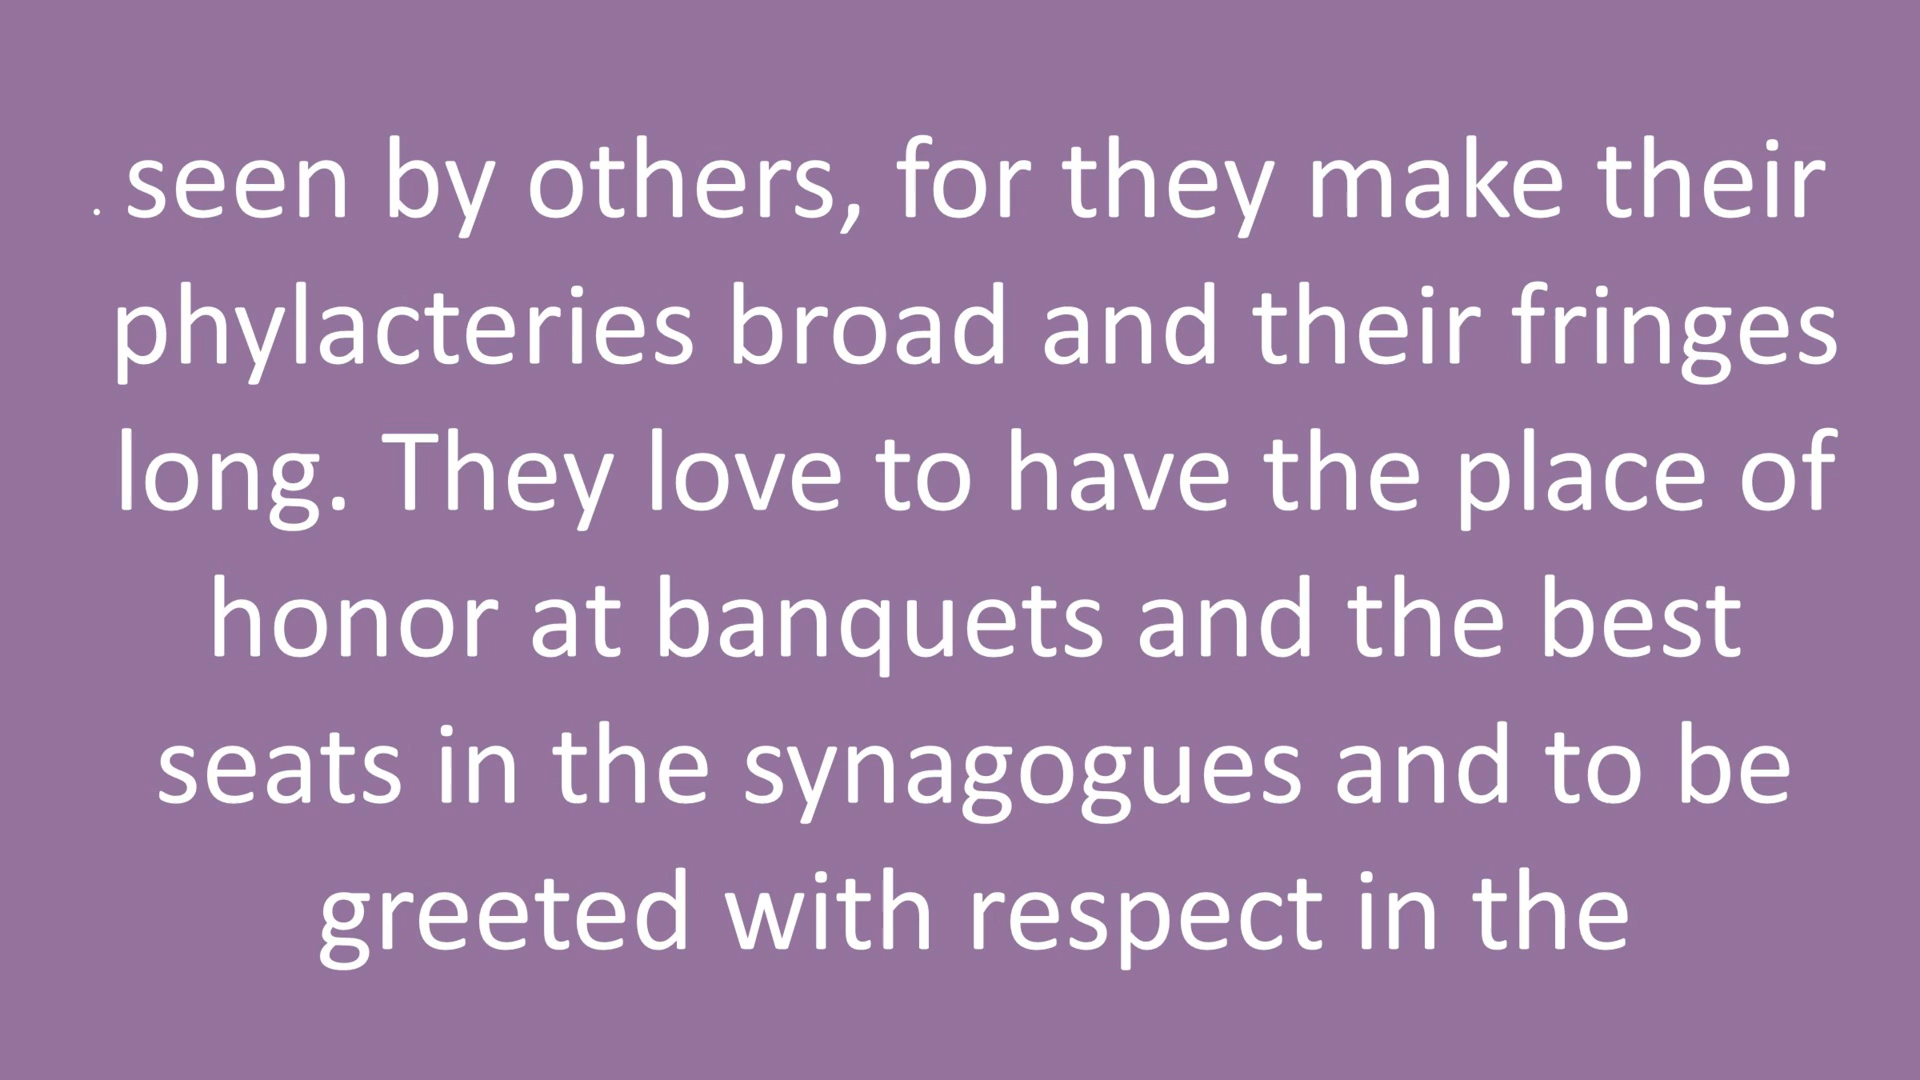 . seen by others, for they make their
phylacteries broad and their fringes
long. They love to have the place of
honor at banquets and the best
seats in the synagogues and to be
greeted with respect in the